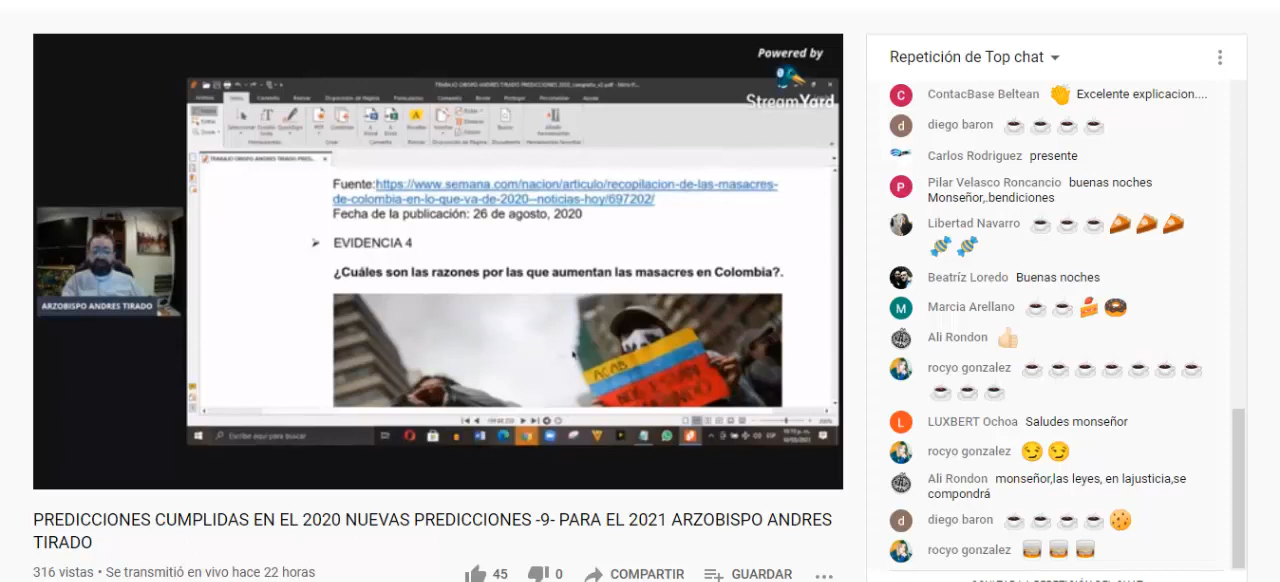 Powered by
StreamYard
Fuente:https://www.semana.com/nacion/articulo/recopilacion-de-las-masacres-
de-colombia-en-lo-que-va-de-2020--noticias-hoy/697202/
Fecha de la publicación: 26 de agosto, 2020
EVIDENCIA 4
¿Cuáles son las razones por las que aumentan las masacres en Colombia?.
ACAB
ARZOBISPO ANDRES TIRADO
Escribe aquí para buscar
PREDICCIONES CUMPLIDAS EN EL 2020 NUEVAS PREDICCIONES -9- PARA EL 2021 ARZOBISPO ANDRES
TIRADO
316 vistas • Se transmitió en vivo hace 22 horas
45
0
COMPARTIR
GUARDAR
Repetición de Top chat
C ContacBase Beltean 👏 Excelente explicacion....
d diego baron ☕ ☕ ☕ ☕
Carlos Rodriguez presente
P Pilar Velasco Roncancio buenas noches
Monseñor,.bendiciones
Libertad Navarro ☕ ☕ ☕ 🥧 🥧 🥧
🍬 🍬
Beatríz Loredo Buenas noches
M Marcia Arellano ☕ ☕ 🍰 🍩
Ali Rondon 👍🏻
rocyo gonzalez ☕ ☕ ☕ ☕ ☕ ☕ ☕
☕ ☕ ☕
L LUXBERT Ochoa Saludes monseñor
rocyo gonzalez 😏 😏
Ali Rondon monseñor,las leyes, en lajusticia,se
compondrá
d diego baron ☕ ☕ ☕ ☕ 🍪
rocyo gonzalez 🥃 🥃 🥃